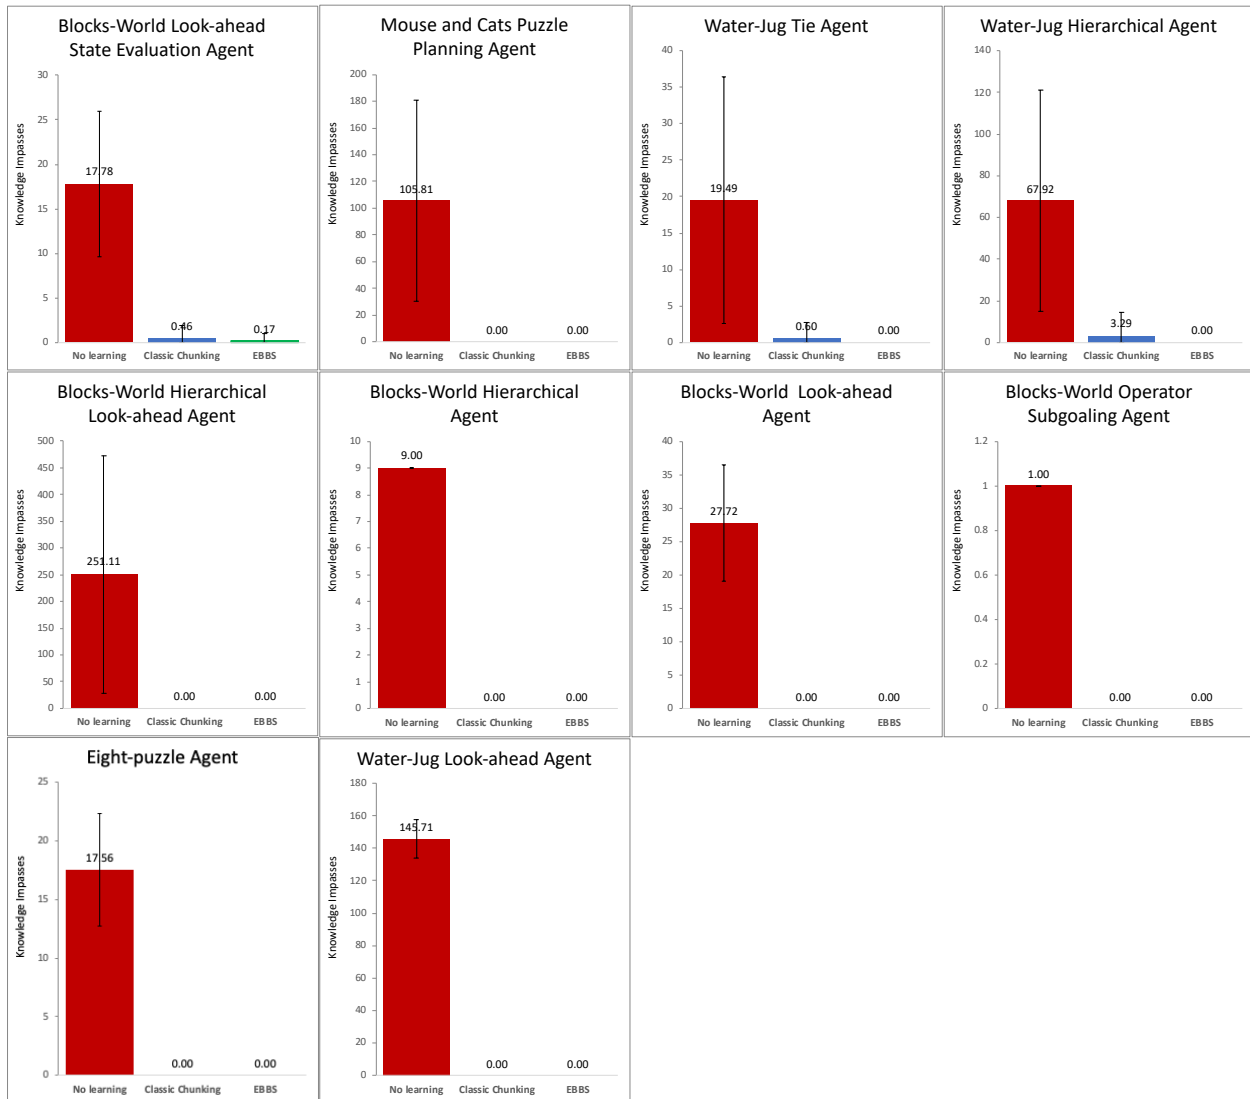 Blocks-World Look-ahead
State Evaluation Agent
Knowledge Impasses
30
25
20
15
10
5
0
17.78
0.46
0.17
No learning
Classic Chunking
EBBS
Mouse and Cats Puzzle
Planning Agent
Knowledge Impasses
200
180
160
140
120
100
80
60
40
20
0
105.81
0.00
0.00
No learning
Classic Chunking
EBBS
Water-Jug Tie Agent
Knowledge Impasses
40
35
30
25
20
15
10
5
0
19.49
0.60
0.00
No learning
Classic Chunking
EBBS
Water-Jug Hierarchical Agent
Knowledge Impasses
140
120
100
80
60
40
20
0
67.92
3.29
0.00
No learning
Classic Chunking
EBBS
Blocks-World Hierarchical
Look-ahead Agent
Knowledge Impasses
500
450
400
350
300
250
200
150
100
50
0
251.11
0.00
0.00
No learning
Classic Chunking
EBBS
Blocks-World Hierarchical
Agent
Knowledge Impasses
10
9
8
7
6
5
4
3
2
1
0
9.00
0.00
0.00
No learning
Classic Chunking
EBBS
Blocks-World Look-ahead
Agent
Knowledge Impasses
40
35
30
25
20
15
10
5
0
27.72
0.00
0.00
No learning
Classic Chunking
EBBS
Blocks-World Operator
Subgoaling Agent
Knowledge Impasses
1.2
1
0.8
0.6
0.4
0.2
0
1.00
0.00
0.00
No learning
Classic Chunking
EBBS
Eight-puzzle Agent
Knowledge Impasses
25
20
15
10
5
0
17.56
0.00
0.00
No learning
Classic Chunking
EBBS
Water-Jug Look-ahead Agent
Knowledge Impasses
180
160
140
120
100
80
60
40
20
0
145.71
0.00
0.00
No learning
Classic Chunking
EBBS